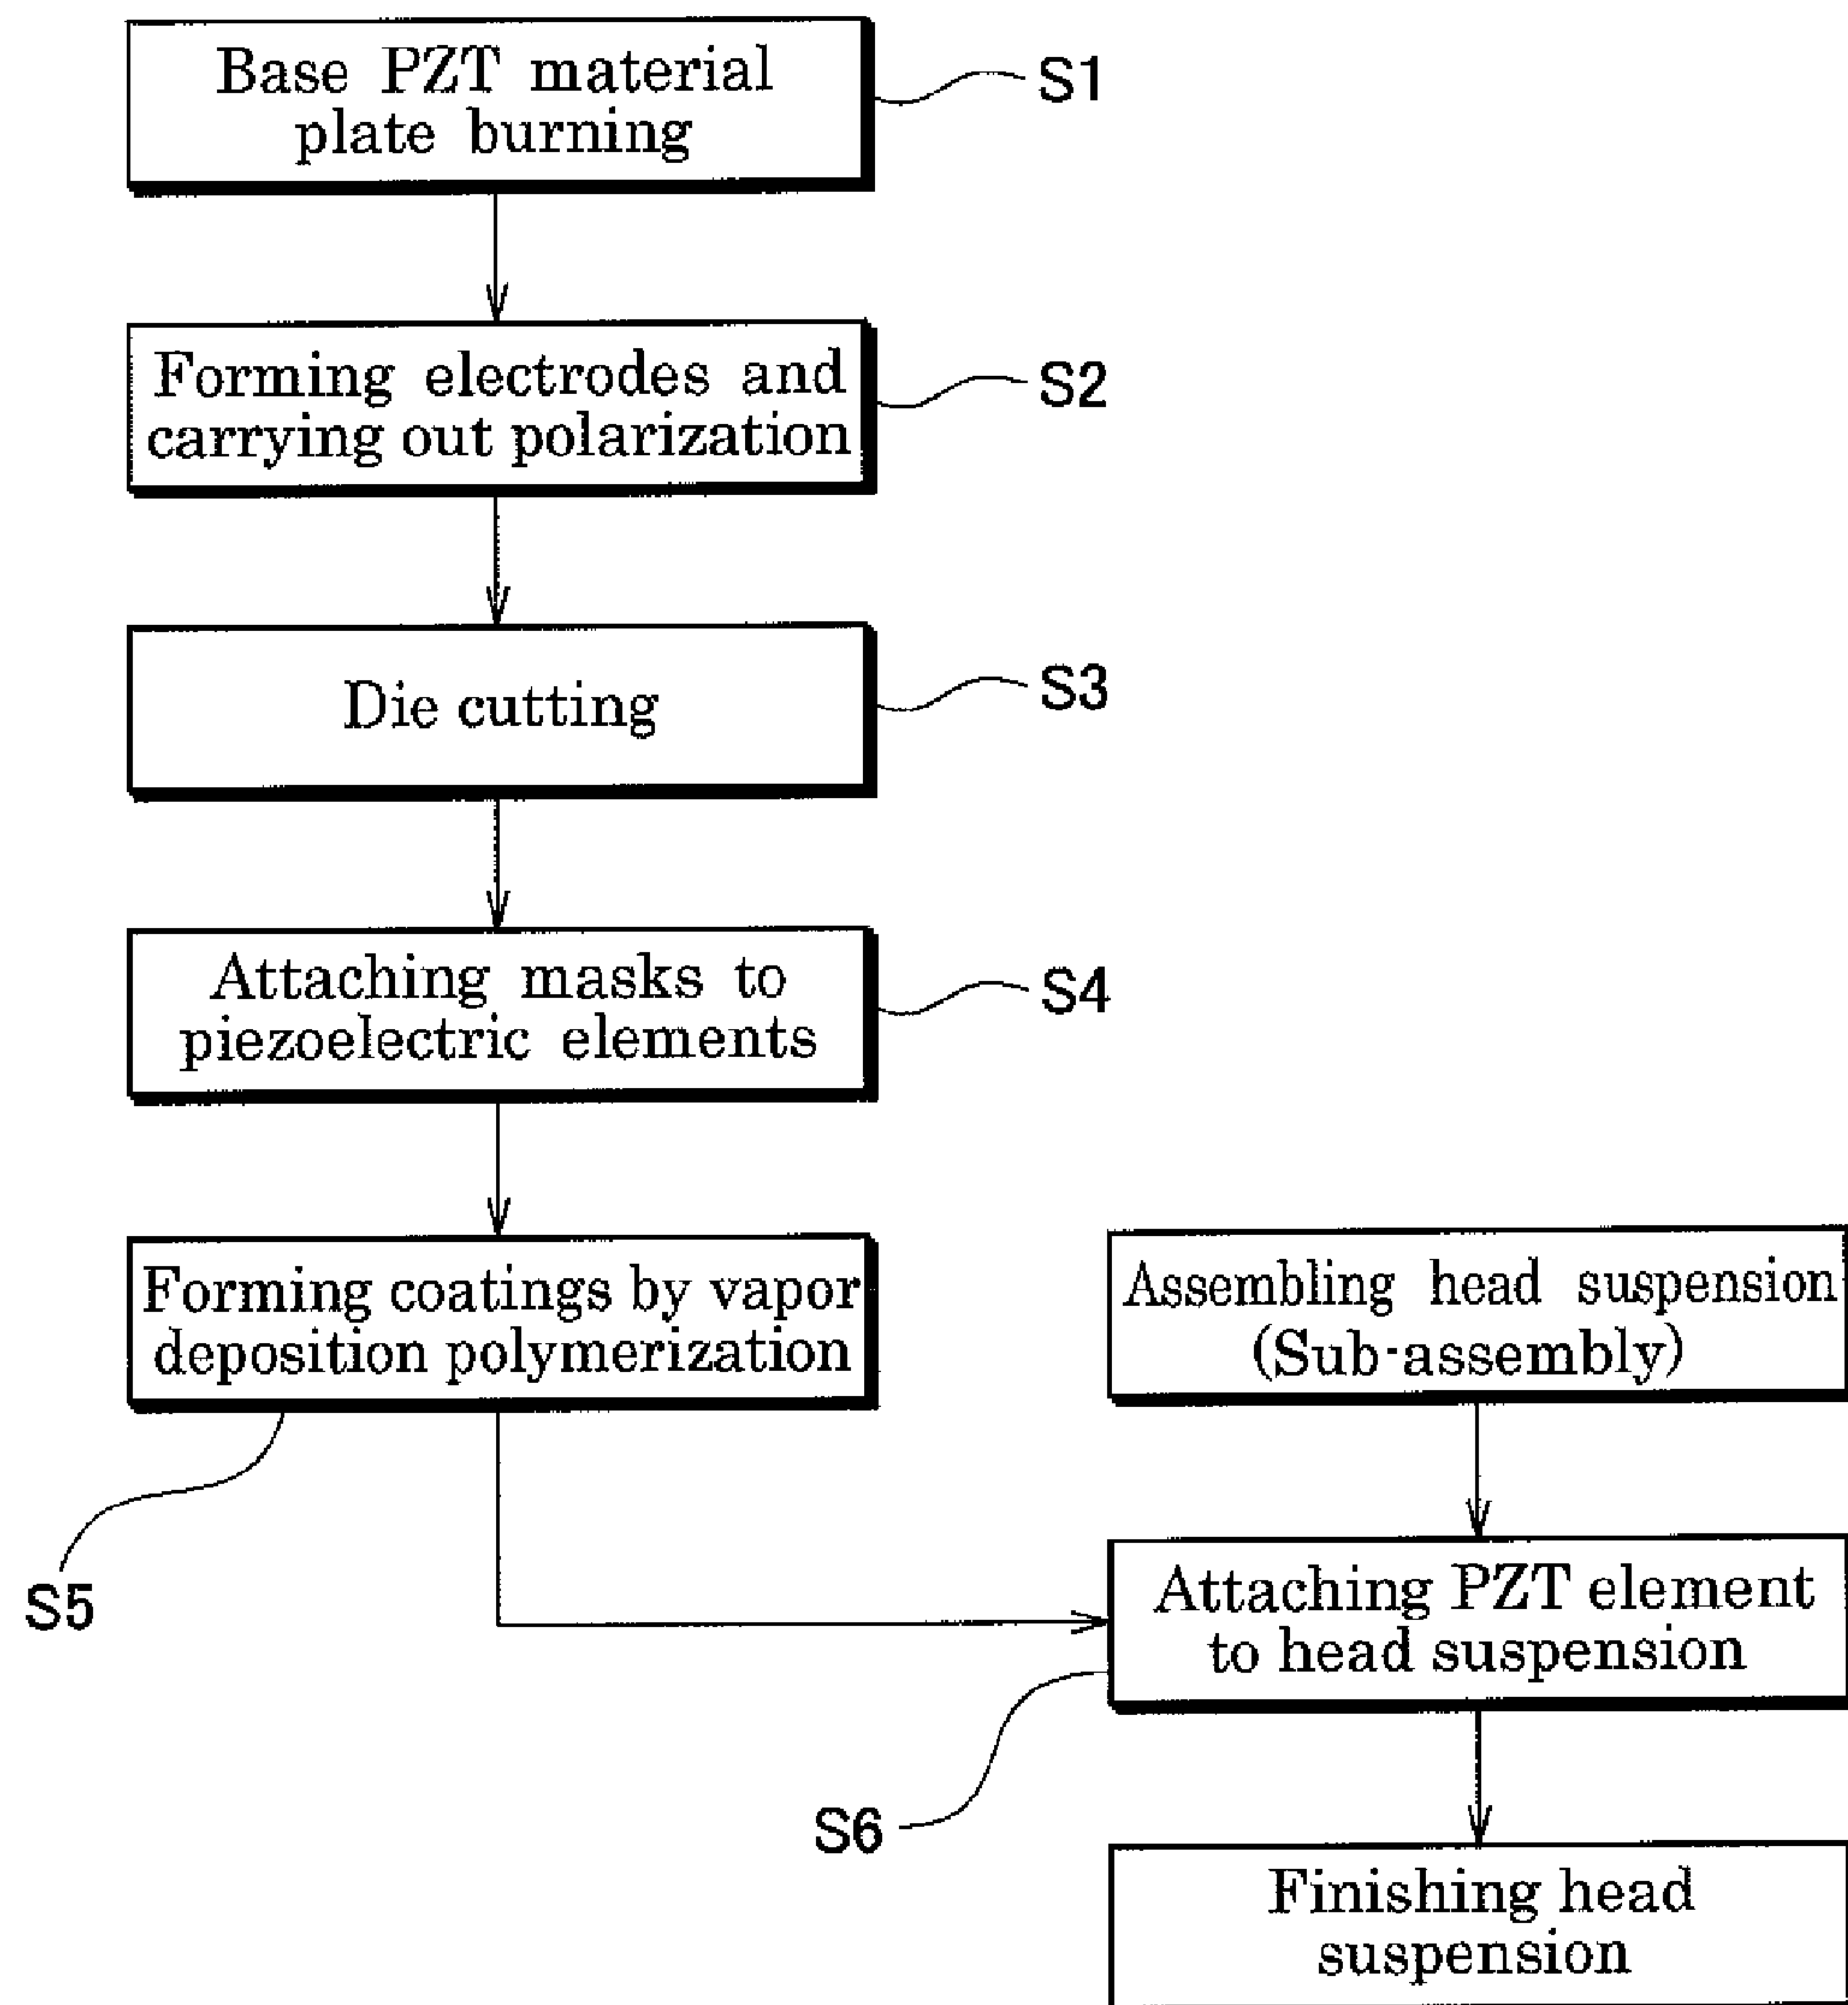 Base PZT material
plate burning
S1
Forming electrodes and
carrying out polarization
S2
Die cutting
S3
Attaching masks to
piezoelectric elements
S4
Forming coatings by vapor
deposition polymerization
S5
Assembling head suspension
(Sub-assembly)
Attaching PZT element
to head suspension
S6
Finishing head
suspension